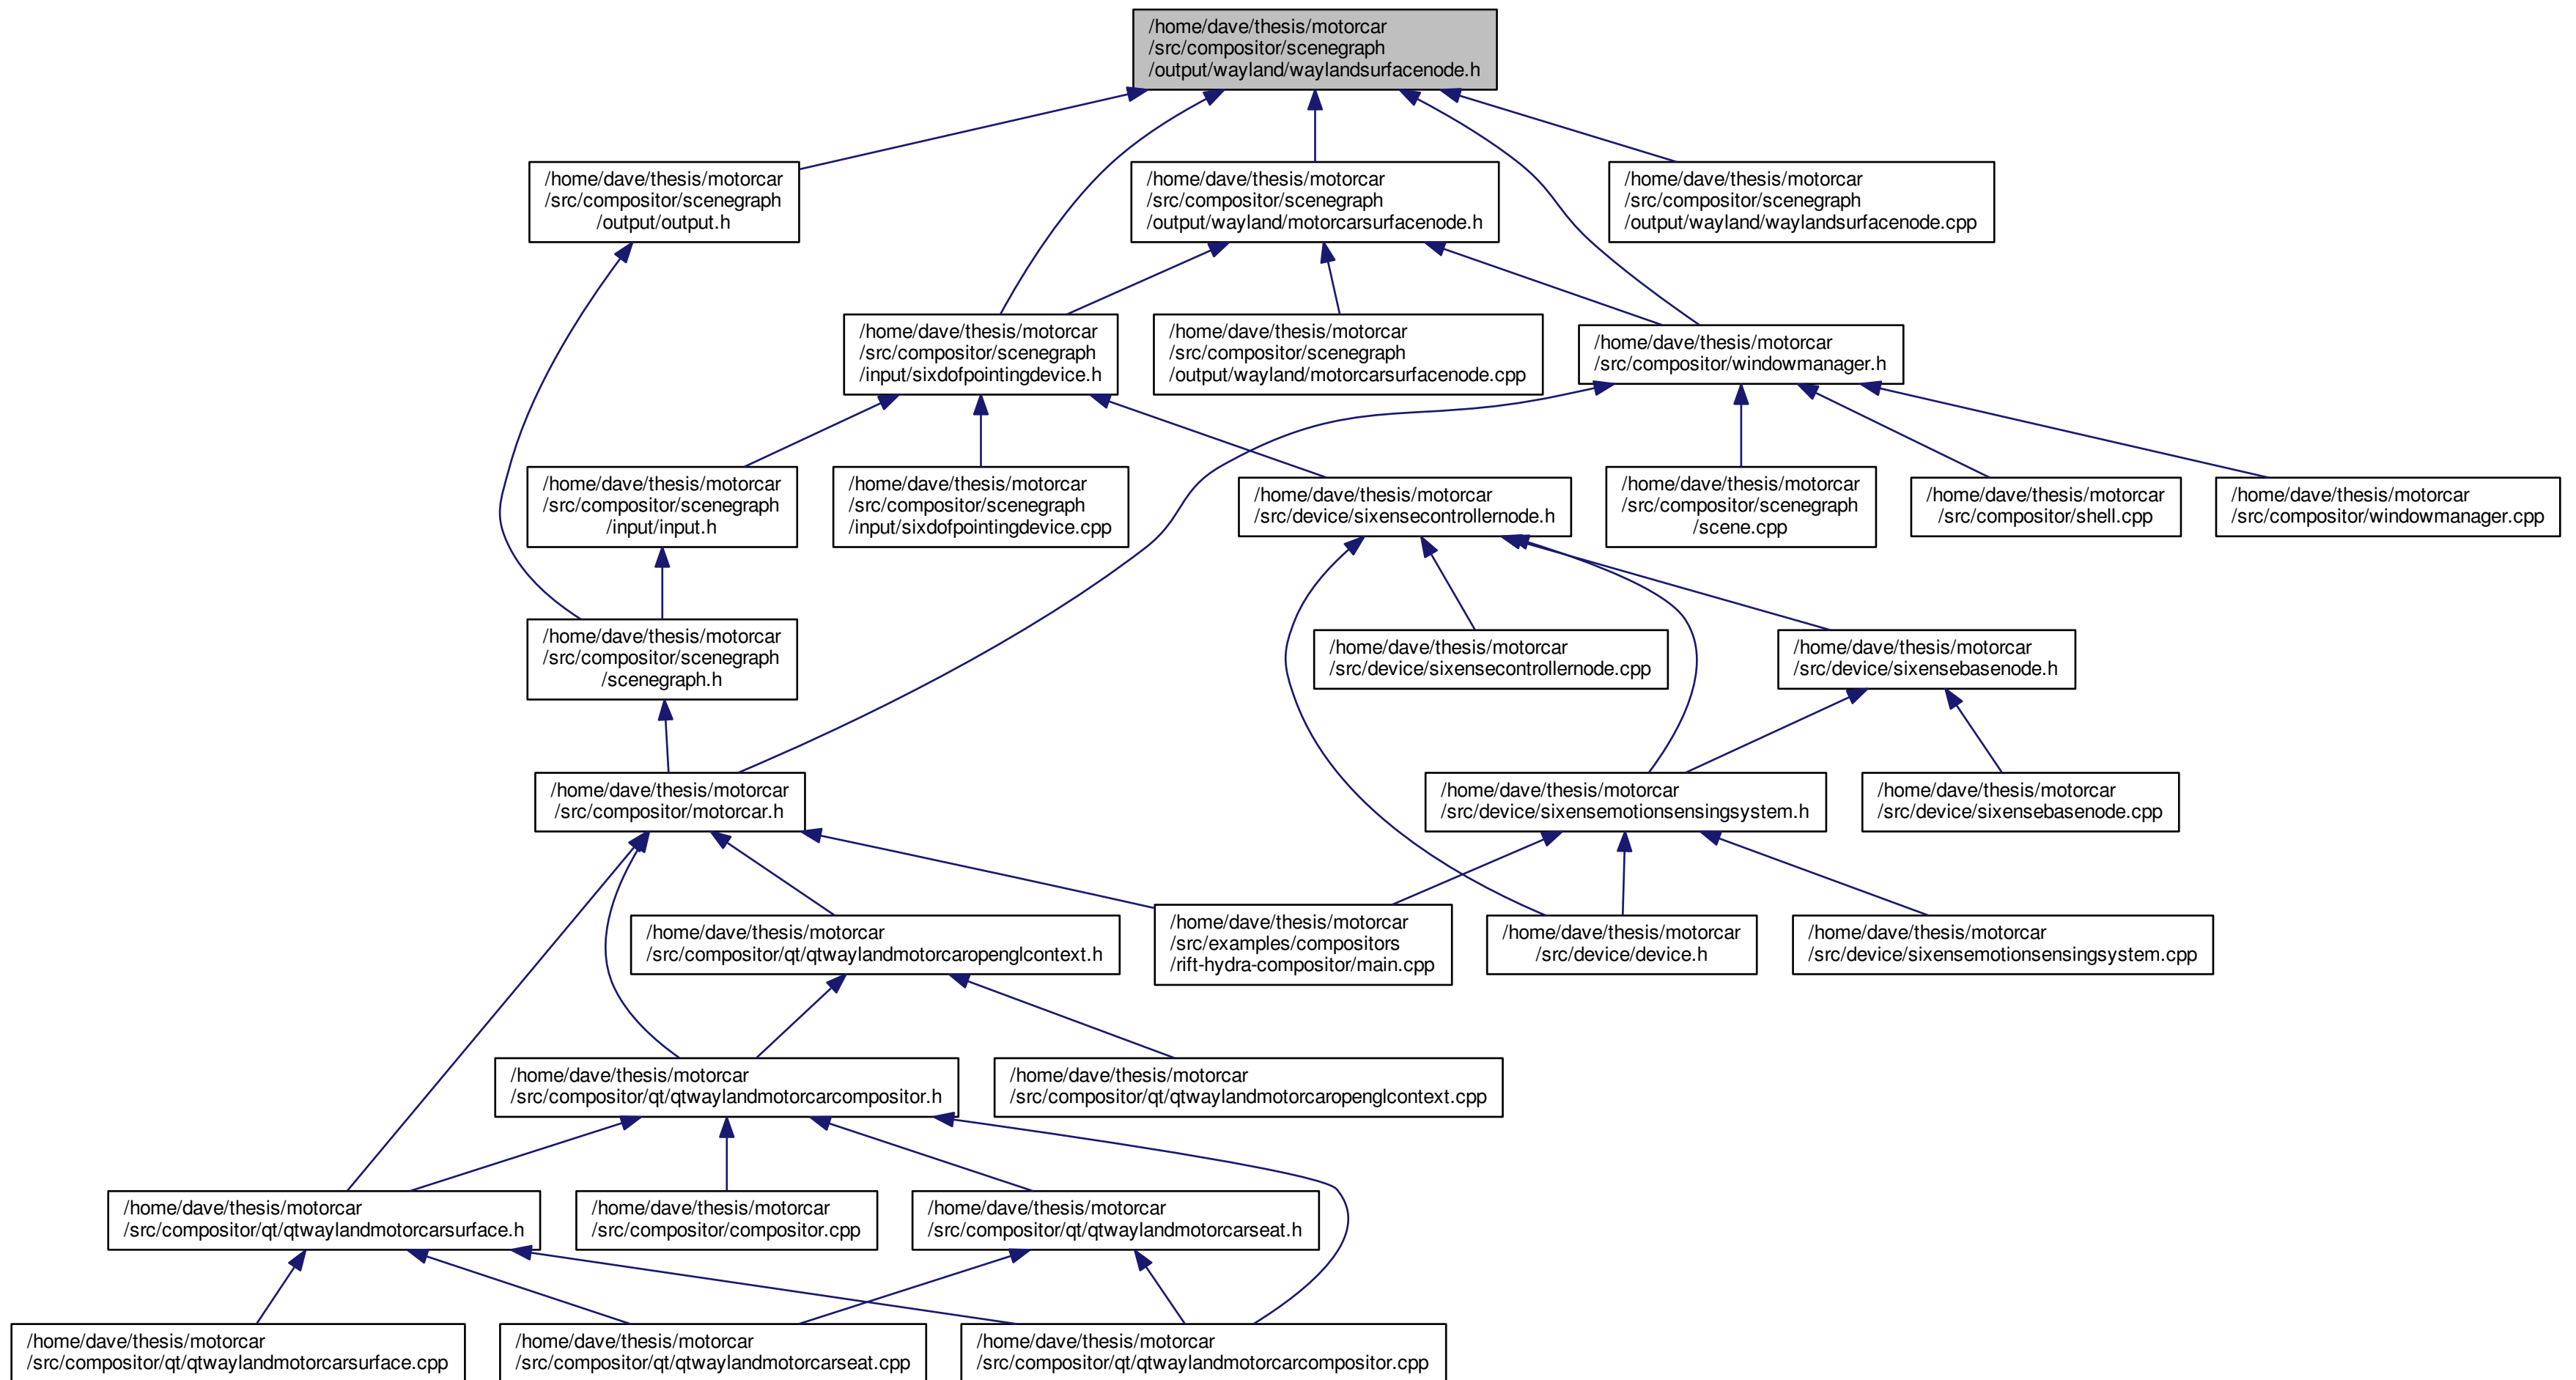 /home/dave/thesis/motorcar
/src/compositor/scenegraph
/output/wayland/waylandsurfacenode.h
/home/dave/thesis/motorcar
/src/compositor/scenegraph
/output/output.h
/home/dave/thesis/motorcar
/src/compositor/scenegraph
/output/wayland/motorcarsurfacenode.h
/home/dave/thesis/motorcar
/src/compositor/scenegraph
/output/wayland/waylandsurfacenode.cpp
/home/dave/thesis/motorcar
/src/compositor/scenegraph
/input/sixdofpointingdevice.h
/home/dave/thesis/motorcar
/src/compositor/scenegraph
/output/wayland/motorcarsurfacenode.cpp
/home/dave/thesis/motorcar
/src/compositor/windowmanager.h
/home/dave/thesis/motorcar
/src/compositor/scenegraph
/input/input.h
/home/dave/thesis/motorcar
/src/compositor/scenegraph
/input/sixdofpointingdevice.cpp
/home/dave/thesis/motorcar
/src/device/sixensecontrollernode.h
/home/dave/thesis/motorcar
/src/compositor/scenegraph
/scene.cpp
/home/dave/thesis/motorcar
/src/compositor/shell.cpp
/home/dave/thesis/motorcar
/src/compositor/windowmanager.cpp
/home/dave/thesis/motorcar
/src/compositor/scenegraph
/scenegraph.h
/home/dave/thesis/motorcar
/src/device/sixensecontrollernode.cpp
/home/dave/thesis/motorcar
/src/device/sixensebasenode.h
/home/dave/thesis/motorcar
/src/compositor/motorcar.h
/home/dave/thesis/motorcar
/src/device/sixensemotionsensingsystem.h
/home/dave/thesis/motorcar
/src/device/sixensebasenode.cpp
/home/dave/thesis/motorcar
/src/compositor/qt/qtwaylandmotorcaropenglcontext.h
/home/dave/thesis/motorcar
/src/examples/compositors
/rift-hydra-compositor/main.cpp
/home/dave/thesis/motorcar
/src/device/device.h
/home/dave/thesis/motorcar
/src/device/sixensemotionsensingsystem.cpp
/home/dave/thesis/motorcar
/src/compositor/qt/qtwaylandmotorcarcompositor.h
/home/dave/thesis/motorcar
/src/compositor/qt/qtwaylandmotorcaropenglcontext.cpp
/home/dave/thesis/motorcar
/src/compositor/qt/qtwaylandmotorcarsurface.h
/home/dave/thesis/motorcar
/src/compositor/compositor.cpp
/home/dave/thesis/motorcar
/src/compositor/qt/qtwaylandmotorcarseat.h
/home/dave/thesis/motorcar
/src/compositor/qt/qtwaylandmotorcarsurface.cpp
/home/dave/thesis/motorcar
/src/compositor/qt/qtwaylandmotorcarseat.cpp
/home/dave/thesis/motorcar
/src/compositor/qt/qtwaylandmotorcarcompositor.cpp